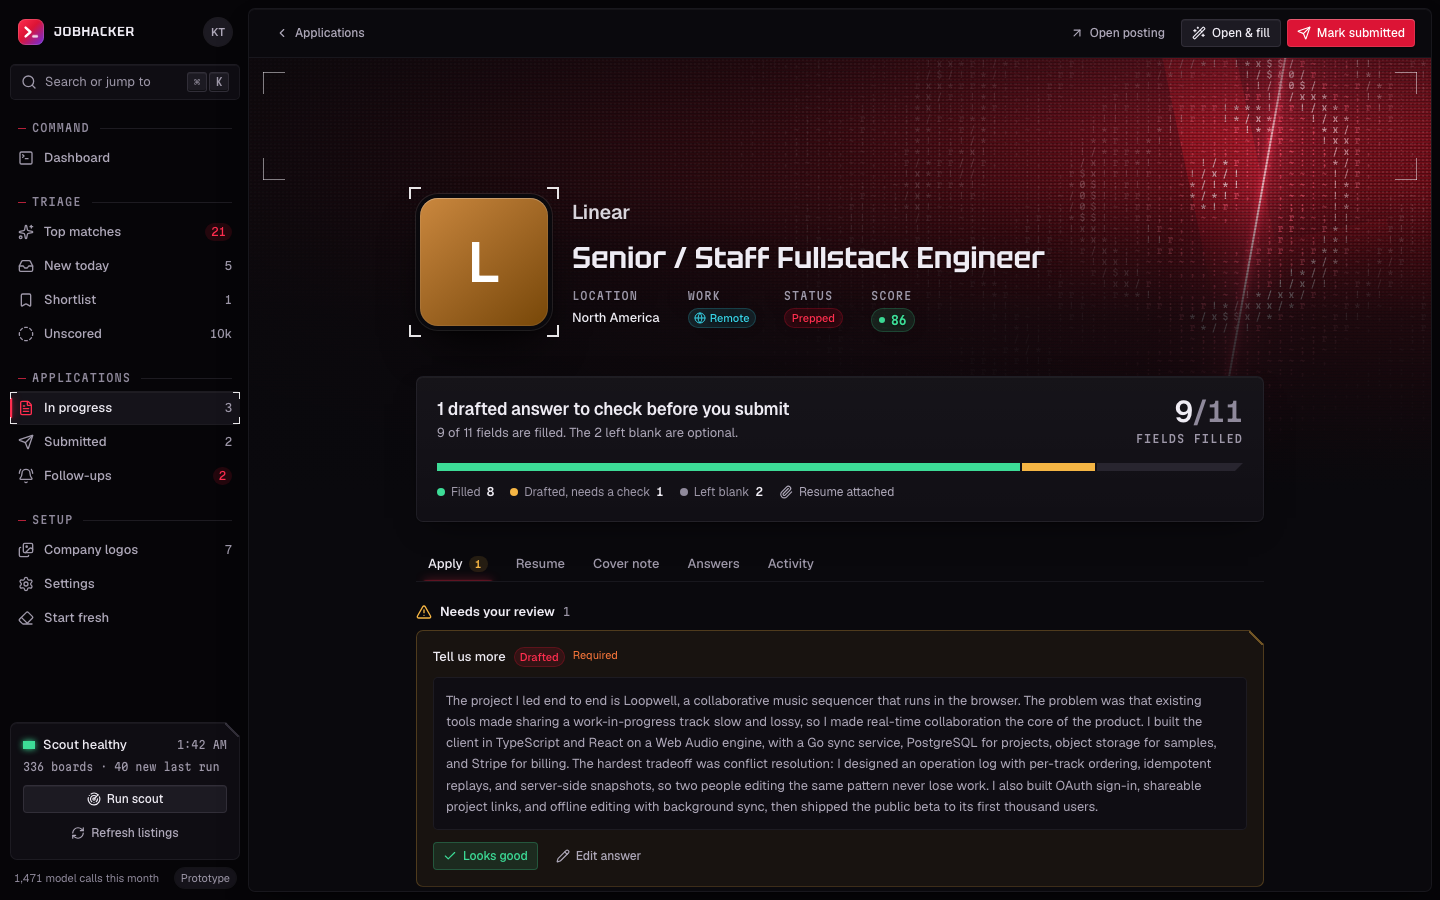 JOBHACKER
KT
Search or jump to
⌘ K
COMMAND
Dashboard
TRIAGE
Top matches 21
New today 5
Shortlist 1
Unscored 10k
APPLICATIONS
In progress 3
Submitted 2
Follow-ups 2
SETUP
Company logos 7
Settings
Start fresh
Scout healthy 1:42 AM
336 boards · 40 new last run
Run scout
Refresh listings
1,471 model calls this month Prototype
Applications
Open posting
Open & fill
Mark submitted
L
Linear
Senior / Staff Fullstack Engineer
LOCATION WORK STATUS SCORE
North America Remote Prepped 86
1 drafted answer to check before you submit
9 of 11 fields are filled. The 2 left blank are optional.
9/11
FIELDS FILLED
Filled 8 Drafted, needs a check 1 Left blank 2 Resume attached
Apply 1 Resume Cover note Answers Activity
Needs your review 1
Tell us more Drafted Required
The project I led end to end is Loopwell, a collaborative music sequencer that runs in the browser. The problem was that existing
tools made sharing a work-in-progress track slow and lossy, so I made real-time collaboration the core of the product. I built the
client in TypeScript and React on a Web Audio engine, with a Go sync service, PostgreSQL for projects, object storage for samples,
and Stripe for billing. The hardest tradeoff was conflict resolution: I designed an operation log with per-track ordering, idempotent
replays, and server-side snapshots, so two people editing the same pattern never lose work. I also built OAuth sign-in, shareable
project links, and offline editing with background sync, then shipped the public beta to its first thousand users.
Looks good
Edit answer